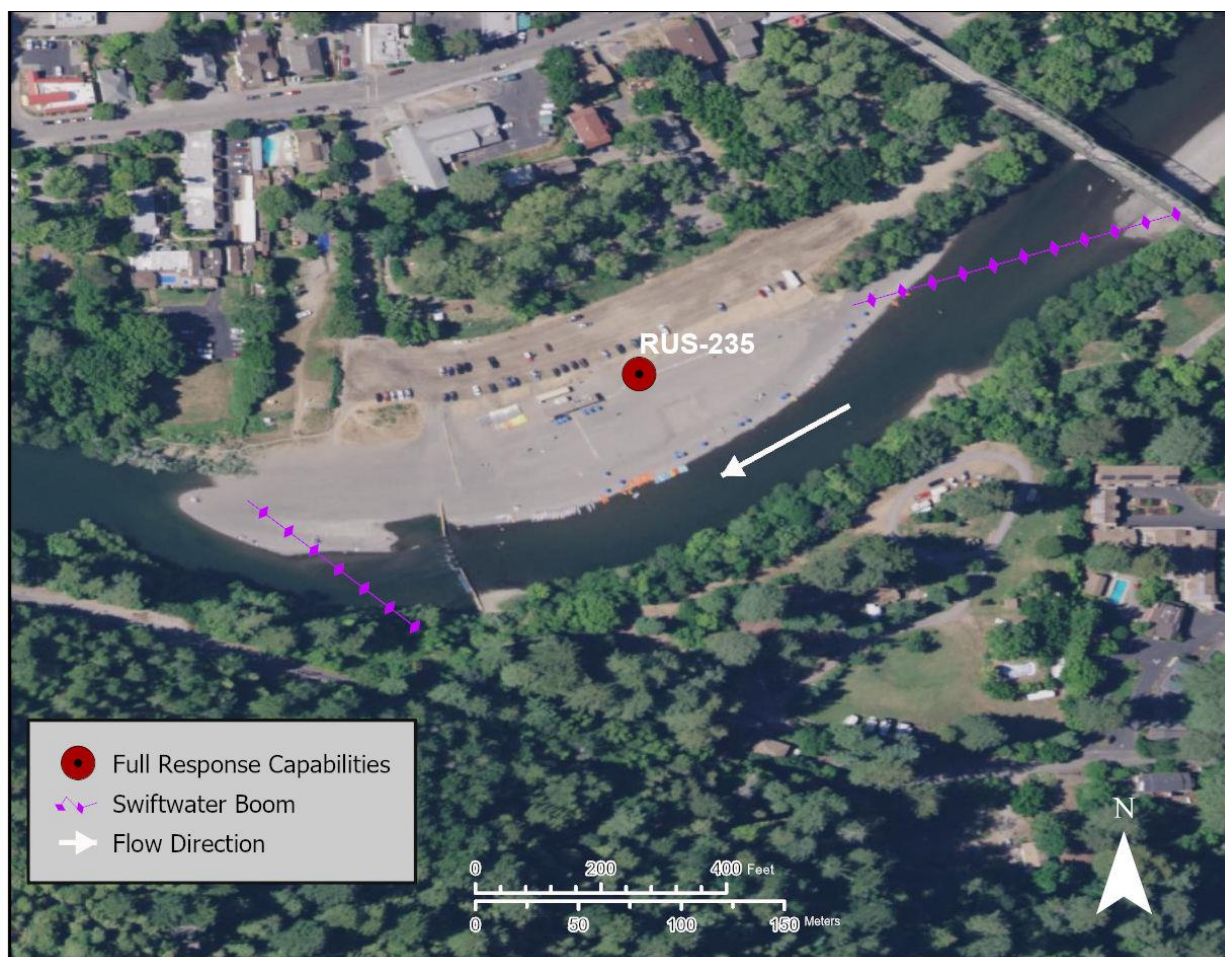 RUS-235
Full Response Capabilities
Swiftwater Boom
Flow Direction
N
0 200 400 Feet
0 50 100 150 Meters